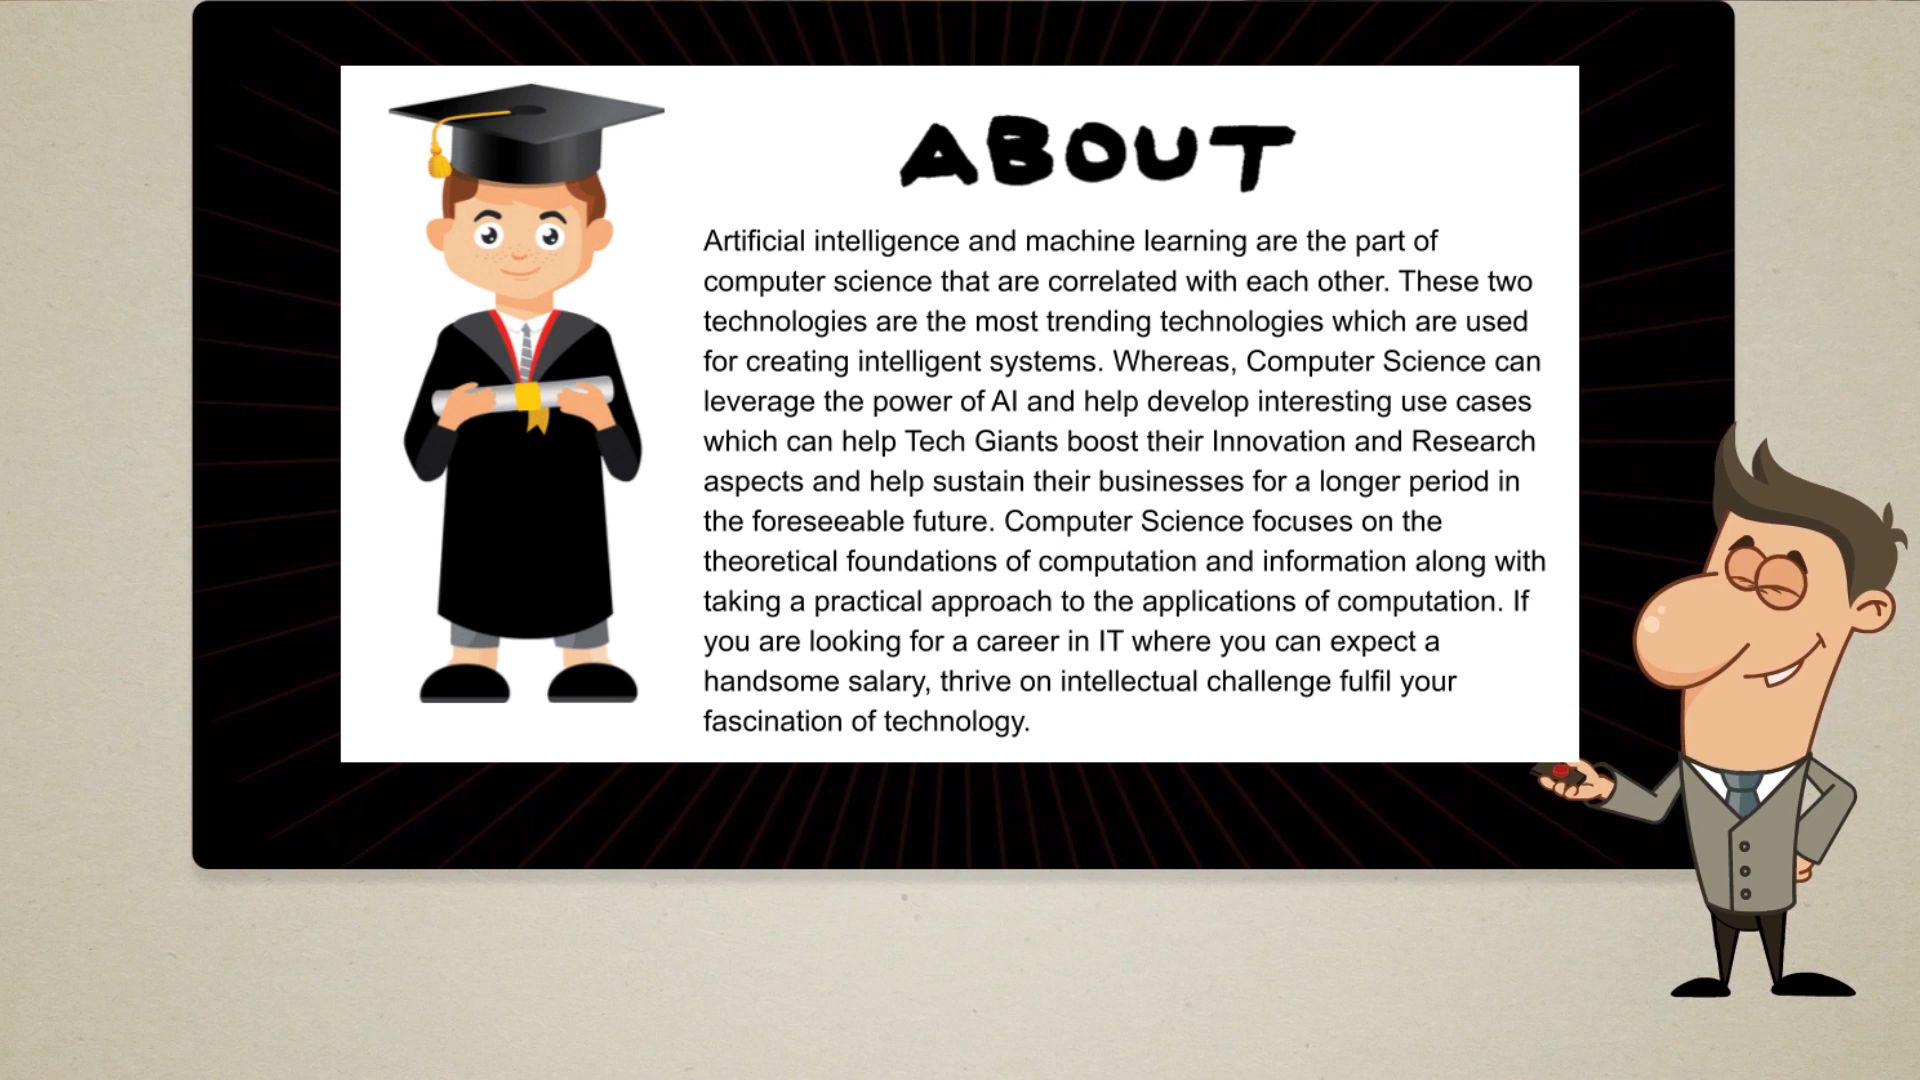 ABOUT
Artificial intelligence and machine learning are the part of
computer science that are correlated with each other. These two
technologies are the most trending technologies which are used
for creating intelligent systems. Whereas, Computer Science can
leverage the power of AI and help develop interesting use cases
which can help Tech Giants boost their Innovation and Research
aspects and help sustain their businesses for a longer period in
the foreseeable future. Computer Science focuses on the
theoretical foundations of computation and information along with
taking a practical approach to the applications of computation. If
you are looking for a career in IT where you can expect a
handsome salary, thrive on intellectual challenge fulfil your
fascination of technology.